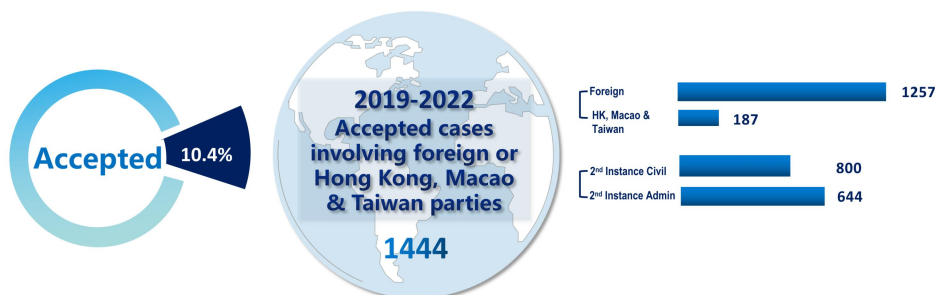 Accepted
10.4%
2019-2022
Accepted cases
involving foreign or
Hong Kong, Macao
& Taiwan parties
1444
Foreign
1257
HK, Macao &
Taiwan
187
2nd Instance Civil
800
2nd Instance Admin
644